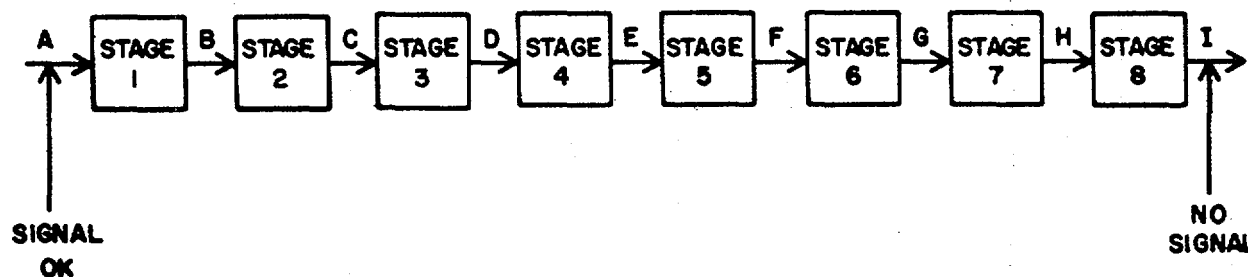 A STAGE 1 B STAGE 2 C STAGE 3 D STAGE 4 E STAGE 5 F STAGE 6 G STAGE 7 H STAGE 8 I
SIGNAL OK
NO SIGNAL